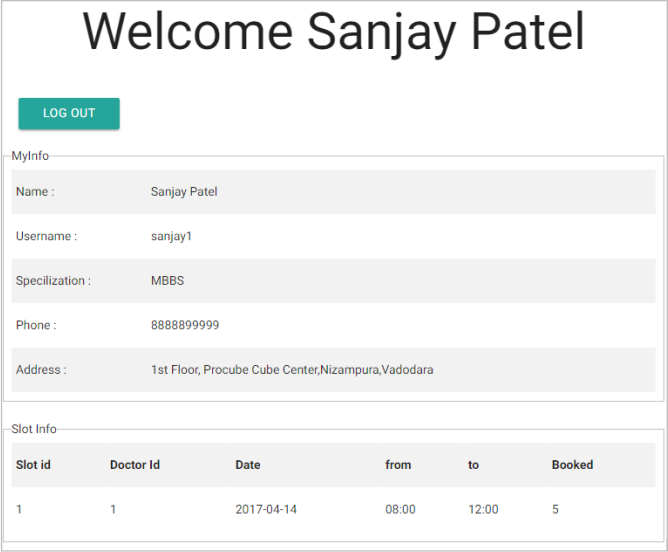 Welcome Sanjay Patel
LOG OUT
MyInfo
Name : Sanjay Patel
Username : sanjay1
Specilization : MBBS
Phone : 8888899999
Address : 1st Floor, Procube Cube Center,Nizampura,Vadodara
Slot Info
Slot id Doctor Id Date from to Booked
1 1 2017-04-14 08:00 12:00 5